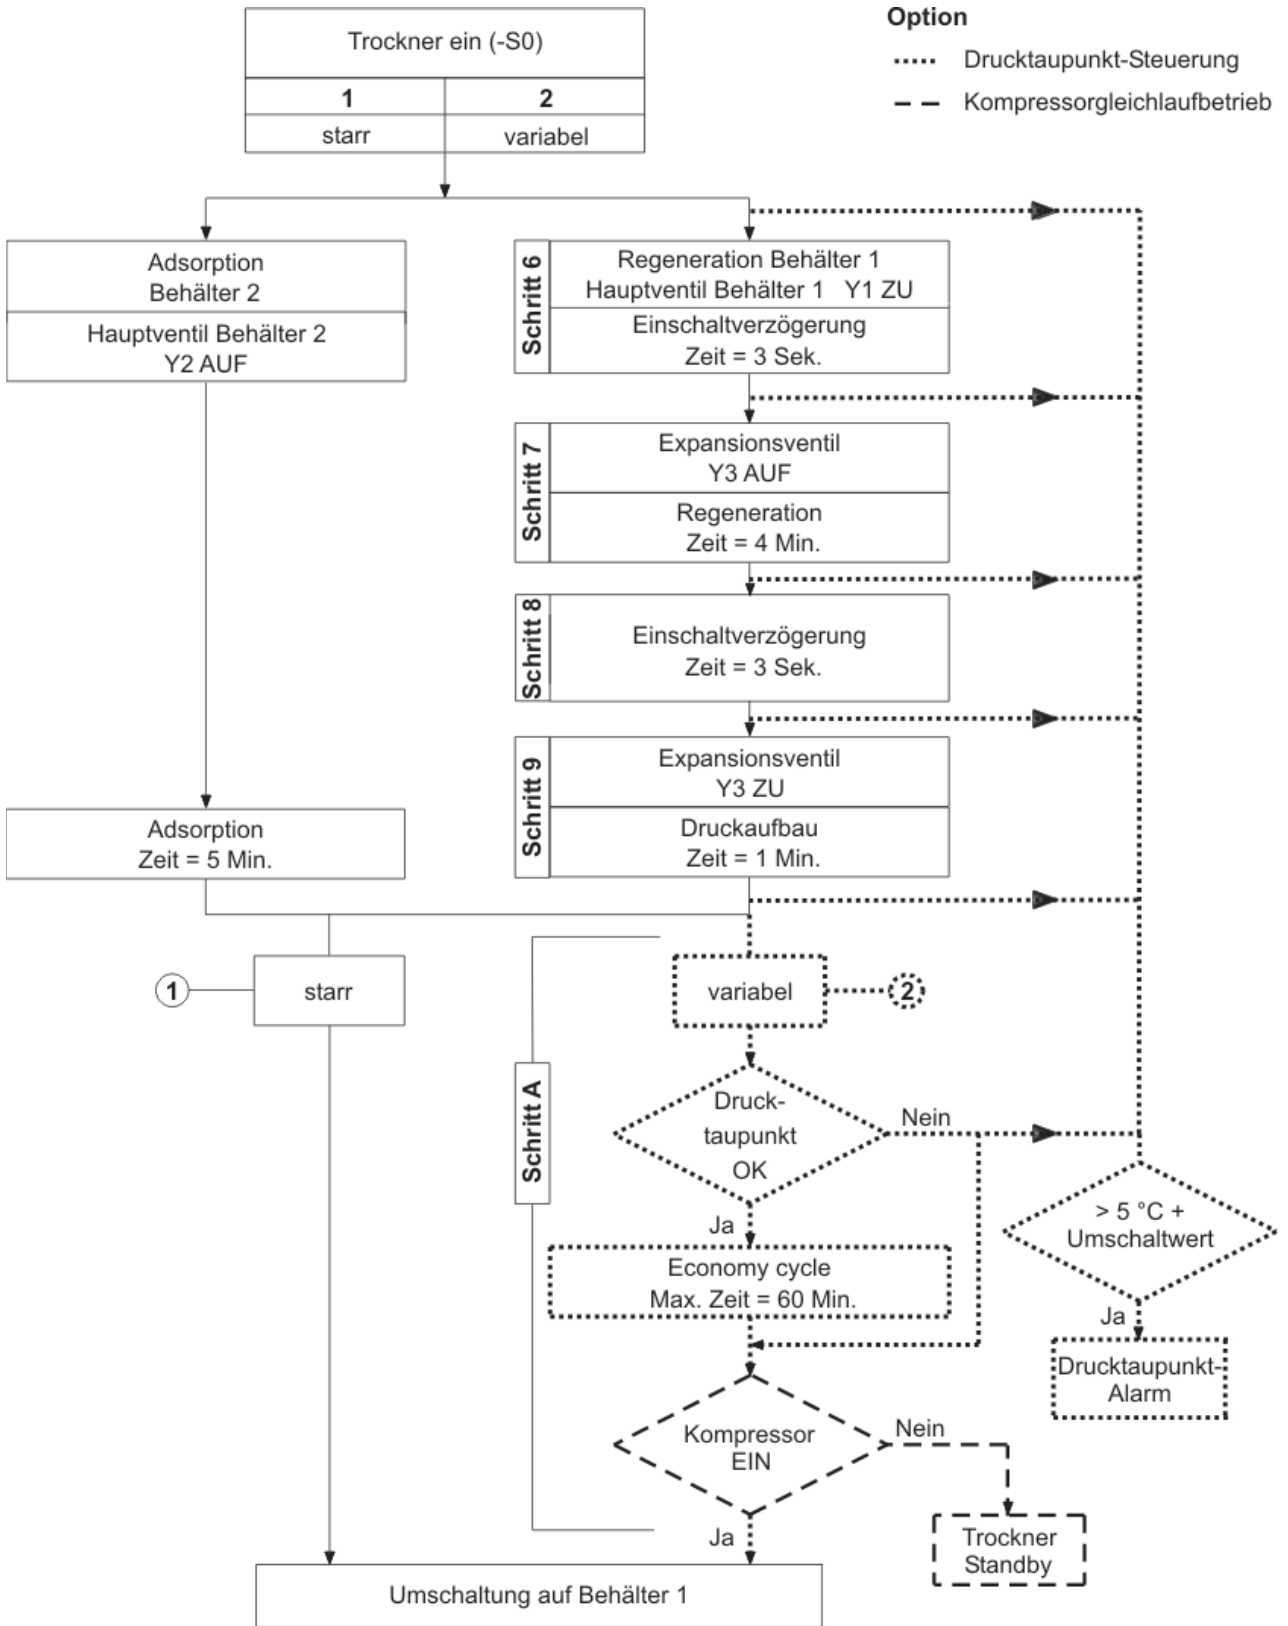 Option
Trockner ein (-S0)
Drucktaupunkt-Steuerung
1
2
Kompressorgleichlaufbetrieb
starr
variabel
Adsorption
Behälter 2
Hauptventil Behälter 2
Y2 AUF
Schritt 6
Regeneration Behälter 1
Hauptventil Behälter 1 Y1 ZU
Einschaltverzögerung
Zeit = 3 Sek.
Schritt 7
Expansionsventil
Y3 AUF
Regeneration
Zeit = 4 Min.
Schritt 8
Einschaltverzögerung
Zeit = 3 Sek.
Schritt 9
Expansionsventil
Y3 ZU
Druckaufbau
Zeit = 1 Min.
Adsorption
Zeit = 5 Min.
1
starr
variabel
2
Schritt A
Druck-
taupunkt
OK
Nein
Ja
> 5 °C +
Umschaltwert
Economy cycle
Max. Zeit = 60 Min.
Ja
Drucktaupunkt-
Alarm
Kompressor
EIN
Nein
Ja
Trockner
Standby
Umschaltung auf Behälter 1